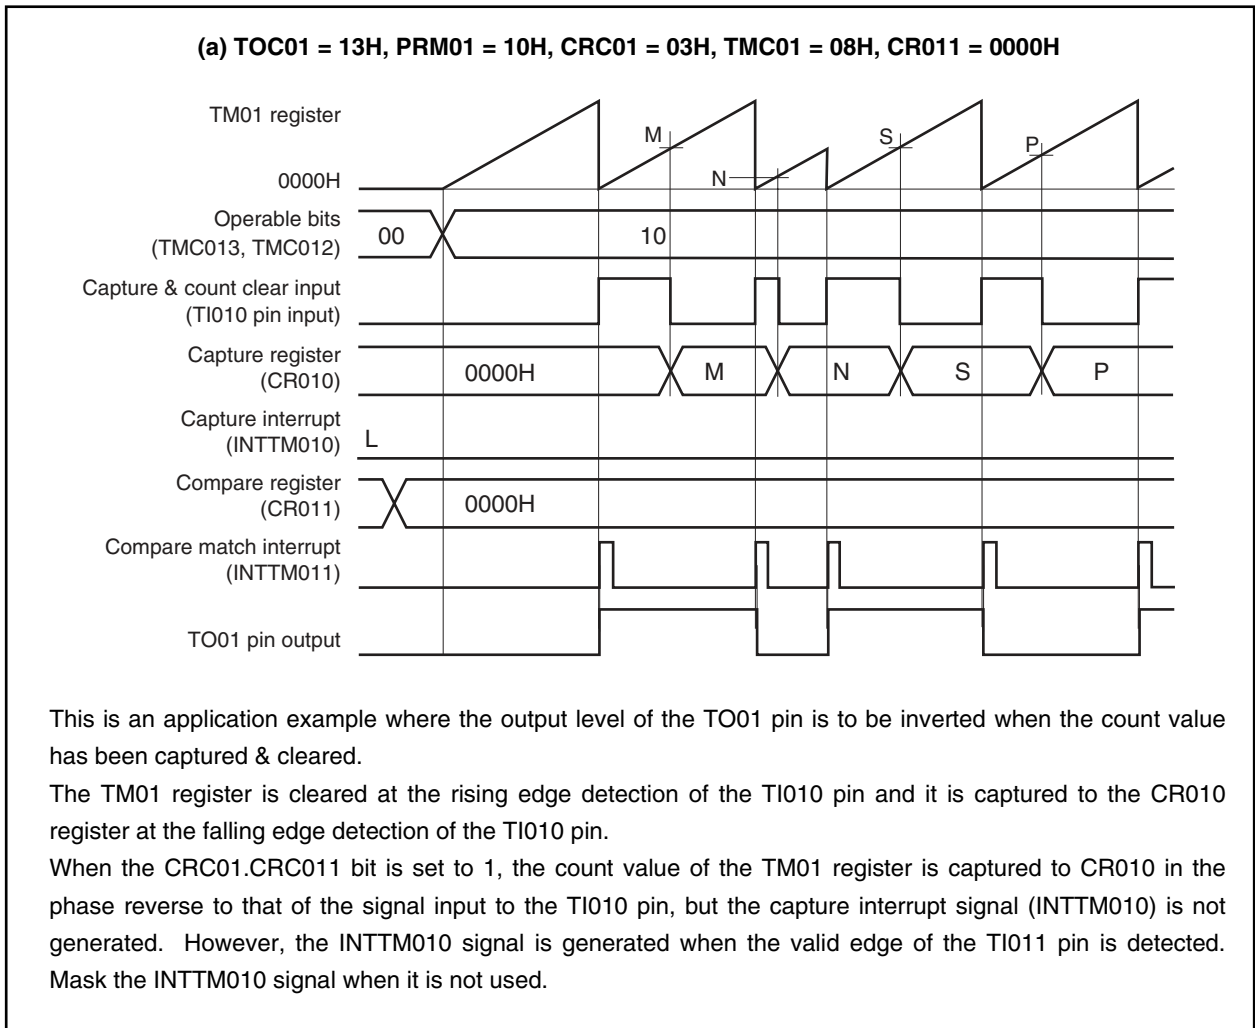 (a) TOC01 = 13H, PRM01 = 10H, CRC01 = 03H, TMC01 = 08H, CR011 = 0000H
TM01 register
M
S
P
N
0000H
Operable bits
(TMC013, TMC012)
00
10
Capture & count clear input
(TI010 pin input)
Capture register
(CR010)
0000H
M
N
S
P
Capture interrupt
(INTTM010)
L
Compare register
(CR011)
0000H
Compare match interrupt
(INTTM011)
TO01 pin output
This is an application example where the output level of the TO01 pin is to be inverted when the count value
has been captured & cleared.
The TM01 register is cleared at the rising edge detection of the TI010 pin and it is captured to the CR010
register at the falling edge detection of the TI010 pin.
When the CRC01.CRC011 bit is set to 1, the count value of the TM01 register is captured to CR010 in the
phase reverse to that of the signal input to the TI010 pin, but the capture interrupt signal (INTTM010) is not
generated. However, the INTTM010 signal is generated when the valid edge of the TI011 pin is detected.
Mask the INTTM010 signal when it is not used.